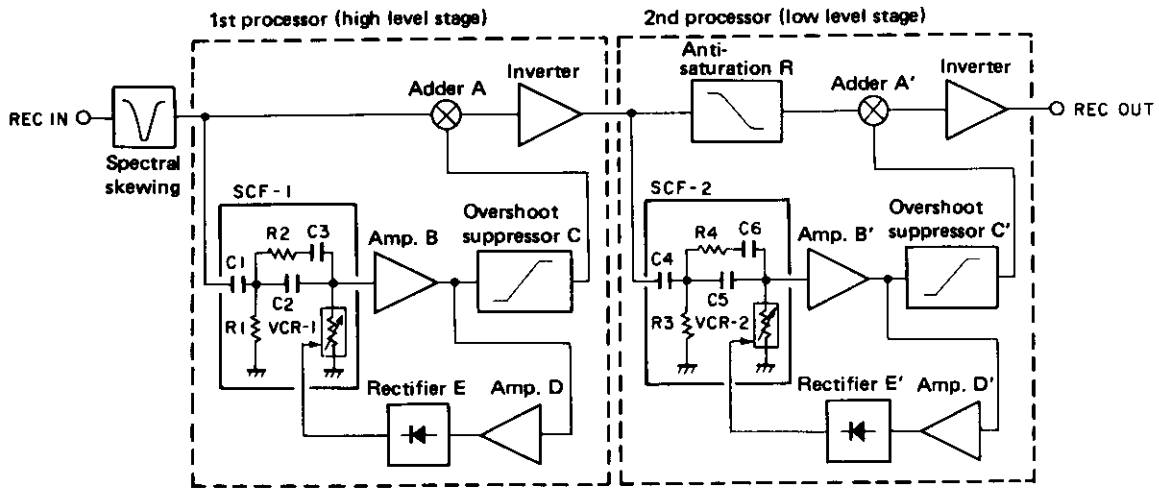 1st processor (high level stage)
2nd processor (low level stage)
REC IN
Spectral
skewing
Adder A
Inverter
SCF-1
C1
R2
C3
C2
R1
VCR-1
Amp. B
Overshoot
suppressor C
Rectifier E
Amp. D
Anti-
saturation R
Adder A'
Inverter
REC OUT
SCF-2
C4
R4
C6
C5
R3
VCR-2
Amp. B'
Overshoot
suppressor C'
Rectifier E'
Amp. D'